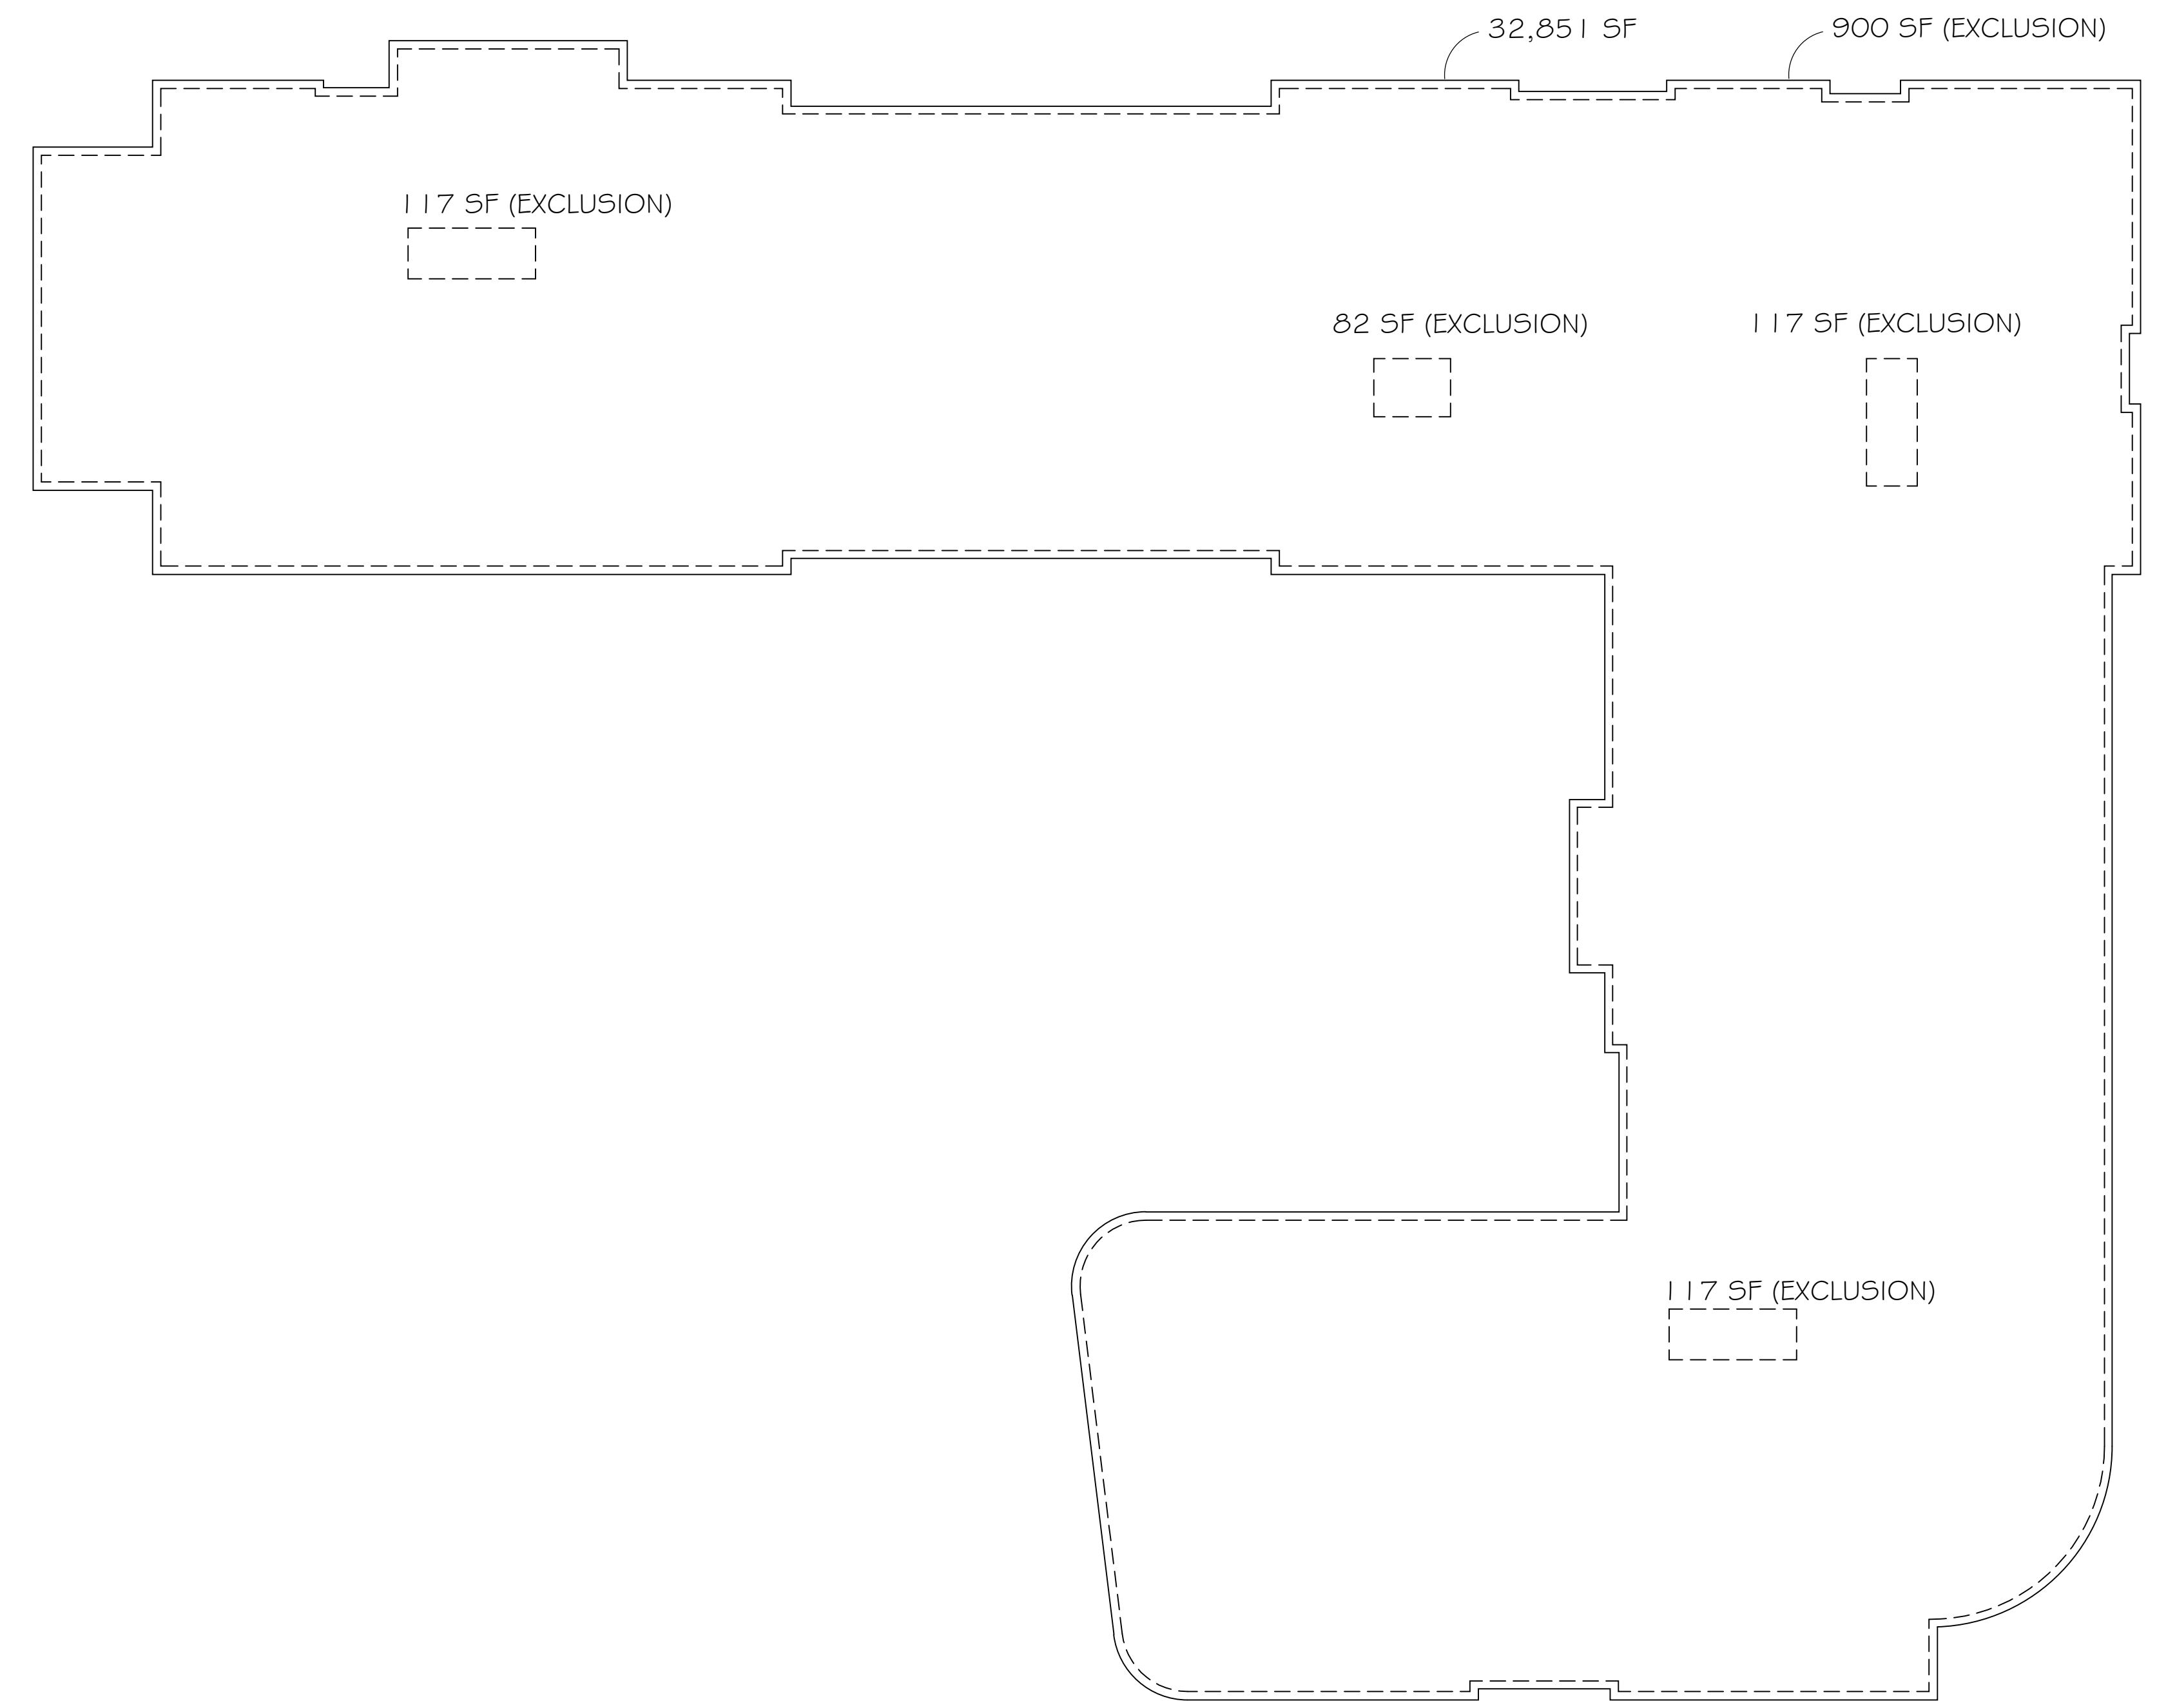 32,851 SF
900 SF (EXCLUSION)
117 SF (EXCLUSION)
82 SF (EXCLUSION)
117 SF (EXCLUSION)
117 SF (EXCLUSION)